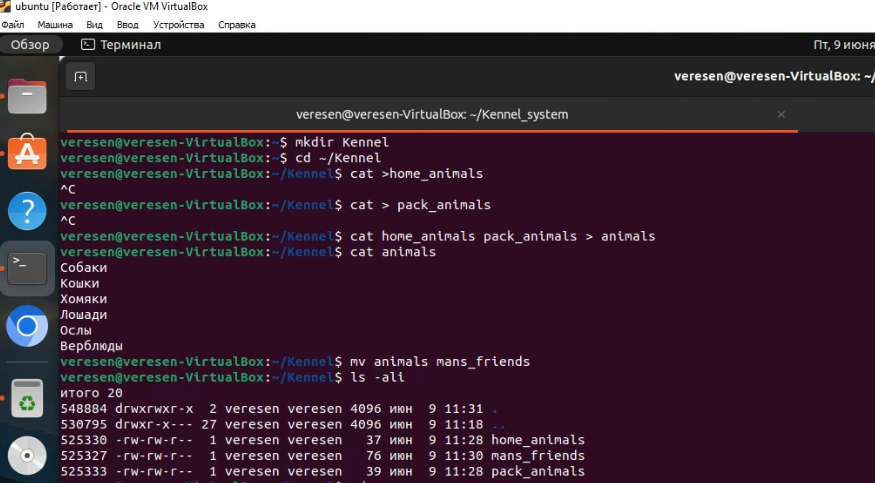 ubuntu [Работает] - Oracle VM VirtualBox
Файл Машина Вид Ввод Устройства Справка
Обзор Терминал Пт, 9 июня
veresen@veresen-VirtualBox: ~/
veresen@veresen-VirtualBox: ~/Kennel_system ×
veresen@veresen-VirtualBox:~$ mkdir Kennel
veresen@veresen-VirtualBox:~$ cd ~/Kennel
veresen@veresen-VirtualBox:~/Kennel$ cat >home_animals
^C
veresen@veresen-VirtualBox:~/Kennel$ cat > pack_animals
^C
veresen@veresen-VirtualBox:~/Kennel$ cat home_animals pack_animals > animals
veresen@veresen-VirtualBox:~/Kennel$ cat animals
Собаки
Кошки
Хомяки
Лошади
Ослы
Верблюды
veresen@veresen-VirtualBox:~/Kennel$ mv animals mans_friends
veresen@veresen-VirtualBox:~/Kennel$ ls -ali
итого 20
548884 drwxrwxr-x 2 veresen veresen 4096 июн 9 11:31 .
530795 drwxr-x--- 27 veresen veresen 4096 июн 9 11:18 ..
525330 -rw-rw-r-- 1 veresen veresen 37 июн 9 11:28 home_animals
525327 -rw-rw-r-- 1 veresen veresen 76 июн 9 11:30 mans_friends
525333 -rw-rw-r-- 1 veresen veresen 39 июн 9 11:28 pack_animals